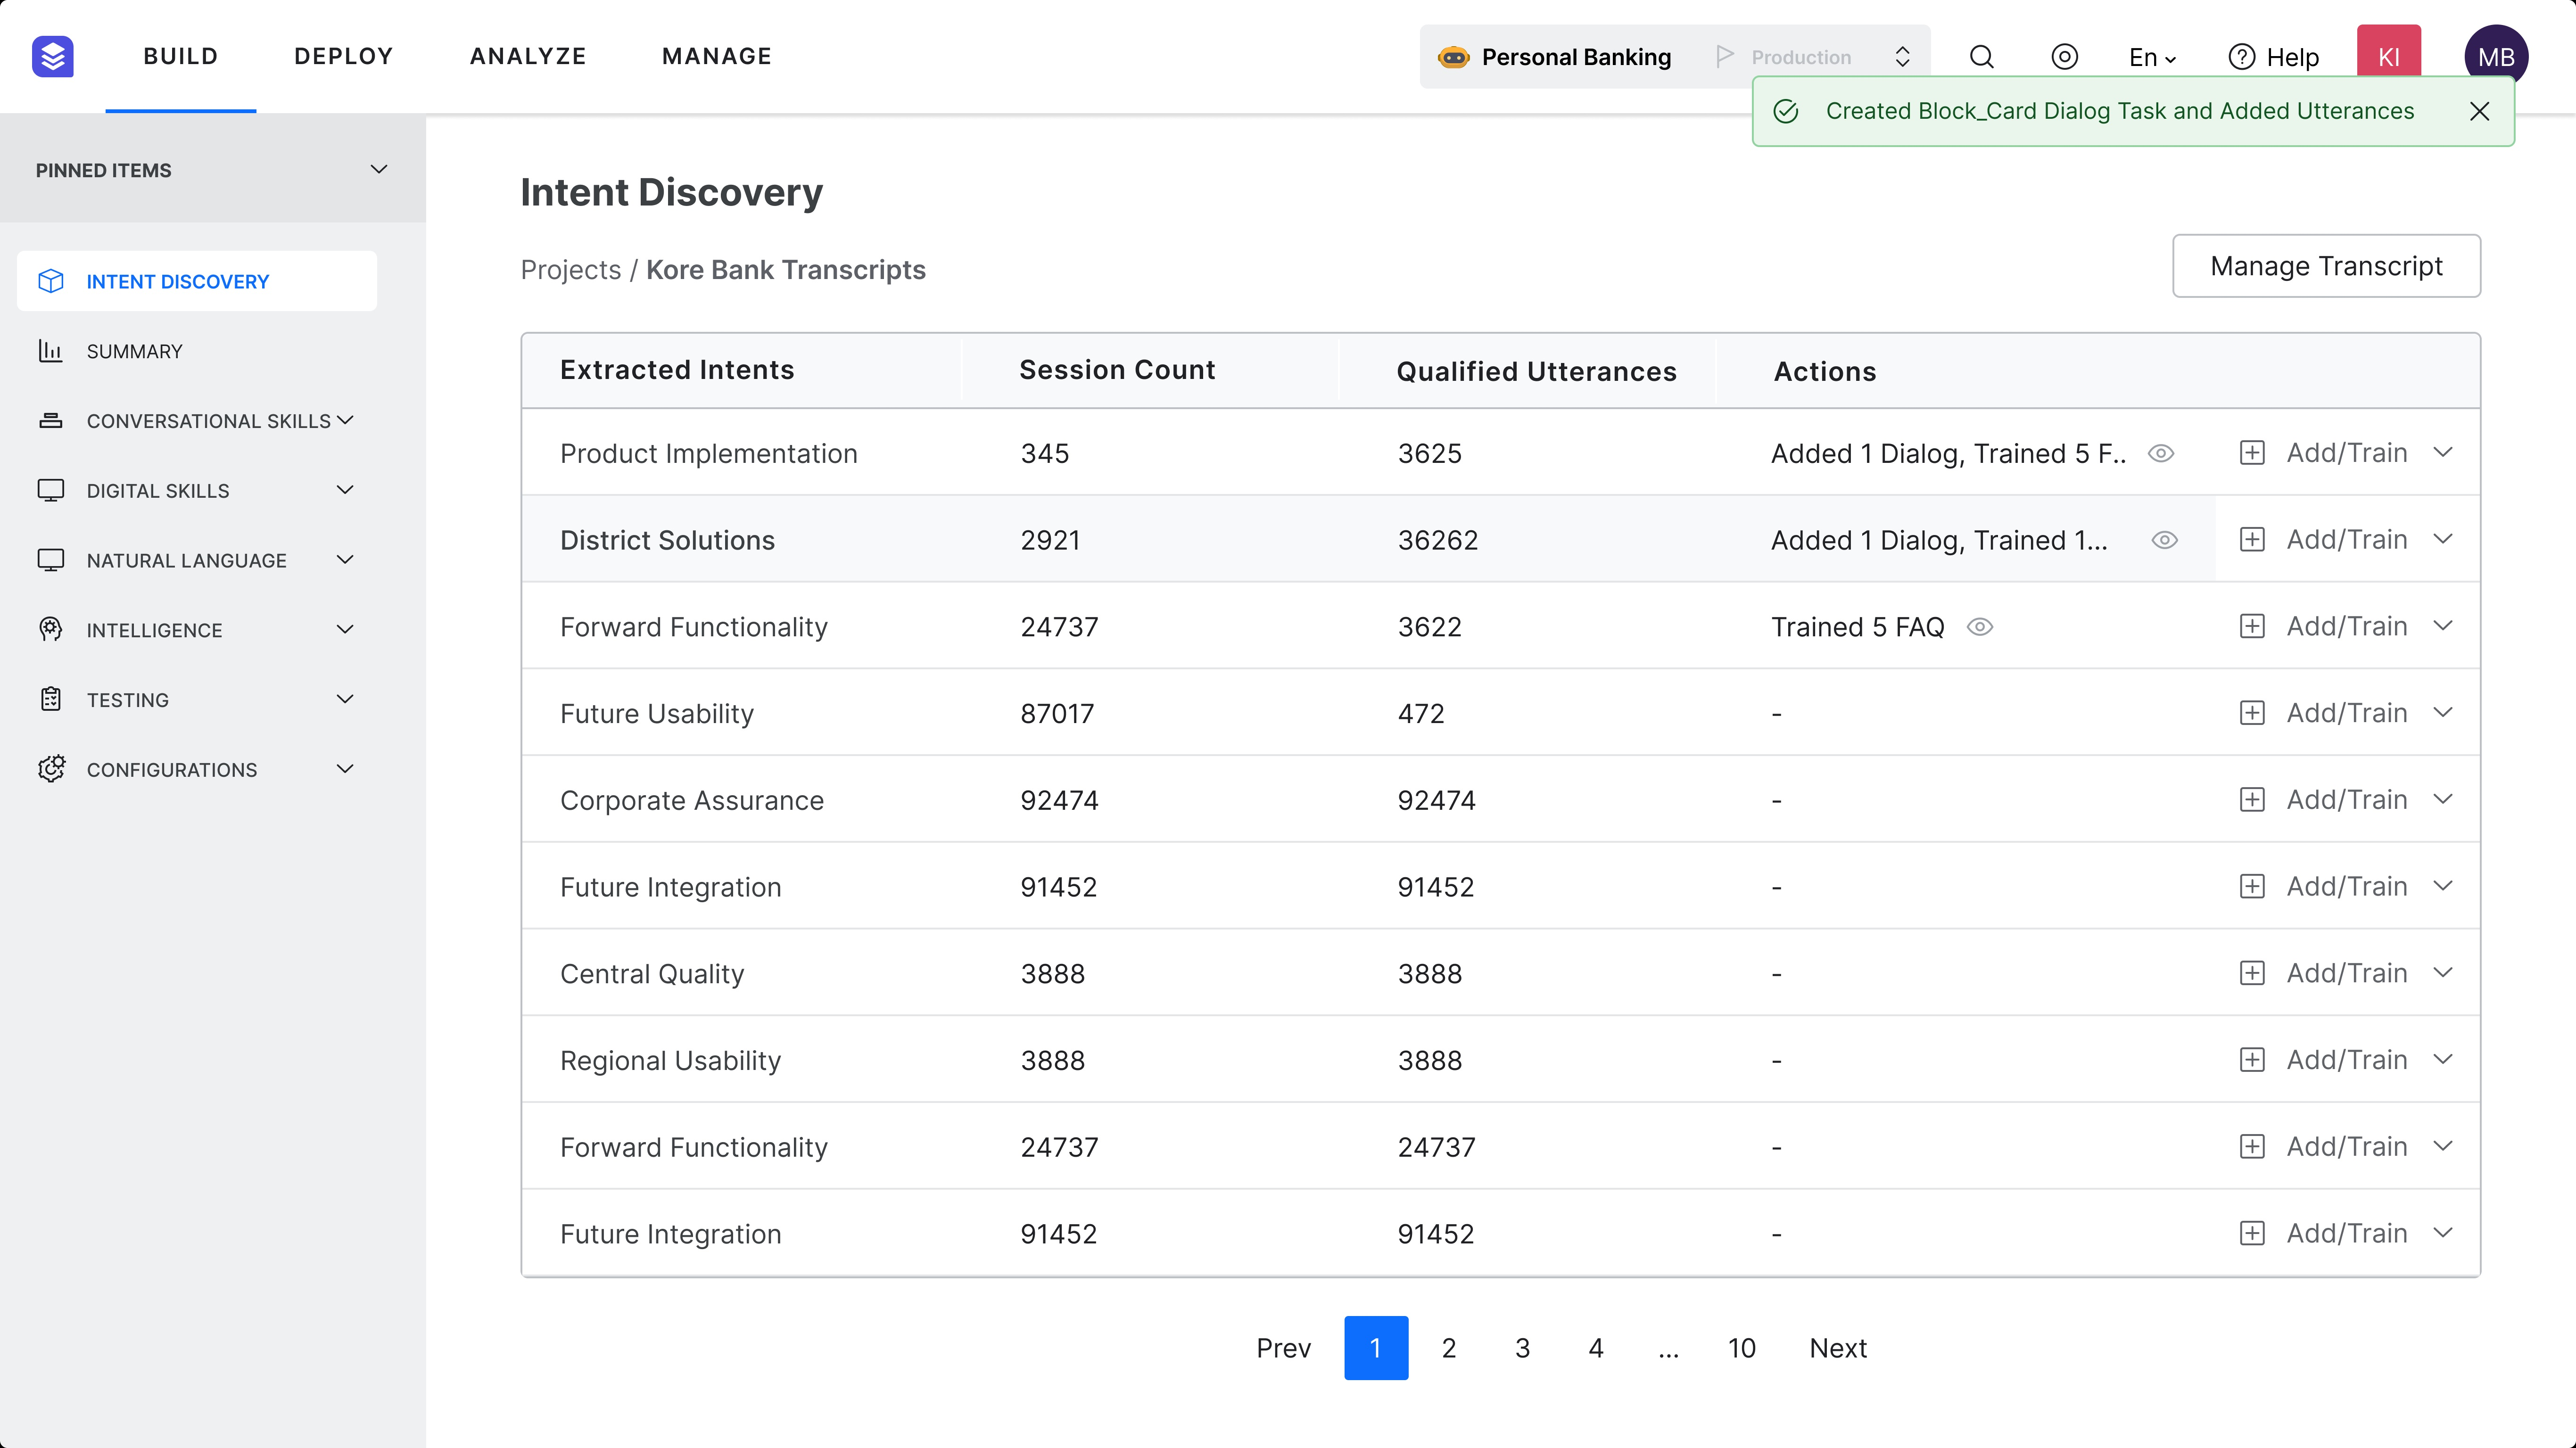 BUILD DEPLOY ANALYZE MANAGE Personal Banking Production En Help KI MB
Created Block_Card Dialog Task and Added Utterances
PINNED ITEMS
INTENT DISCOVERY
SUMMARY
CONVERSATIONAL SKILLS
DIGITAL SKILLS
NATURAL LANGUAGE
INTELLIGENCE
TESTING
CONFIGURATIONS
Intent Discovery
Projects / Kore Bank Transcripts
Manage Transcript
Extracted Intents Session Count Qualified Utterances Actions
Product Implementation 345 3625 Added 1 Dialog, Trained 5 F.. Add/Train
District Solutions 2921 36262 Added 1 Dialog, Trained 1... Add/Train
Forward Functionality 24737 3622 Trained 5 FAQ Add/Train
Future Usability 87017 472 - Add/Train
Corporate Assurance 92474 92474 - Add/Train
Future Integration 91452 91452 - Add/Train
Central Quality 3888 3888 - Add/Train
Regional Usability 3888 3888 - Add/Train
Forward Functionality 24737 24737 - Add/Train
Future Integration 91452 91452 - Add/Train
Prev 1 2 3 4 ... 10 Next